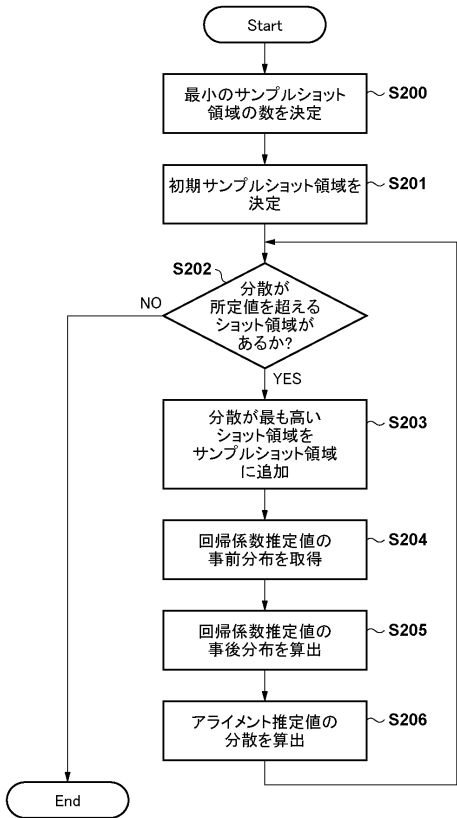 Start
最小のサンプルショット
領域の数を決定
S200
初期サンプルショット領域を
決定
S201
S202
分散が
所定値を超える
ショット領域が
あるか?
NO
YES
分散が最も高い
ショット領域を
サンプルショット領域
に追加
S203
回帰係数推定値の
事前分布を取得
S204
回帰係数推定値の
事後分布を算出
S205
アライメント推定値の
分散を算出
S206
End